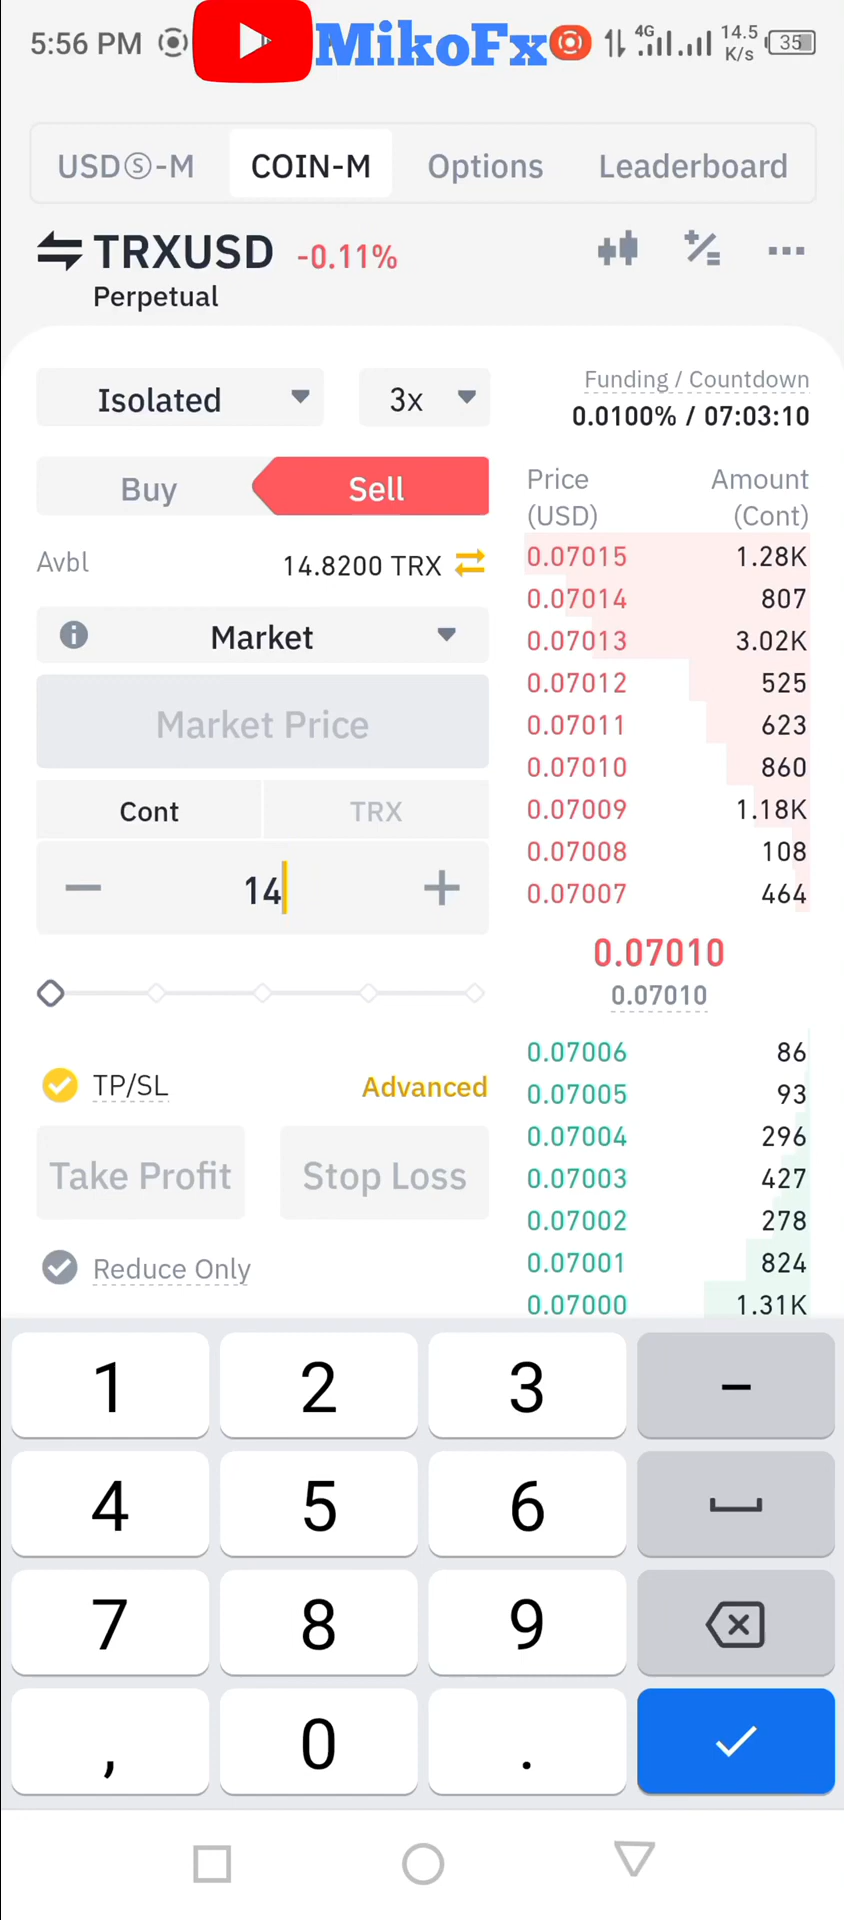 5:56 PM MikoFx 4G 14.5 K/s 35
USDⓈ-M COIN-M Options Leaderboard
TRXUSD -0.11%
Perpetual
Isolated 3x
Funding / Countdown
0.0100% / 07:03:10
Buy Sell
Avbl 14.8200 TRX
Market
Market Price
Cont TRX
14
TP/SL Advanced
Take Profit Stop Loss
Reduce Only
Price Amount
(USD) (Cont)
0.07015 1.28K
0.07014 807
0.07013 3.02K
0.07012 525
0.07011 623
0.07010 860
0.07009 1.18K
0.07008 108
0.07007 464
0.07010
0.07010
0.07006 86
0.07005 93
0.07004 296
0.07003 427
0.07002 278
0.07001 824
0.07000 1.31K
1 2 3 –
4 5 6
7 8 9
, 0 .